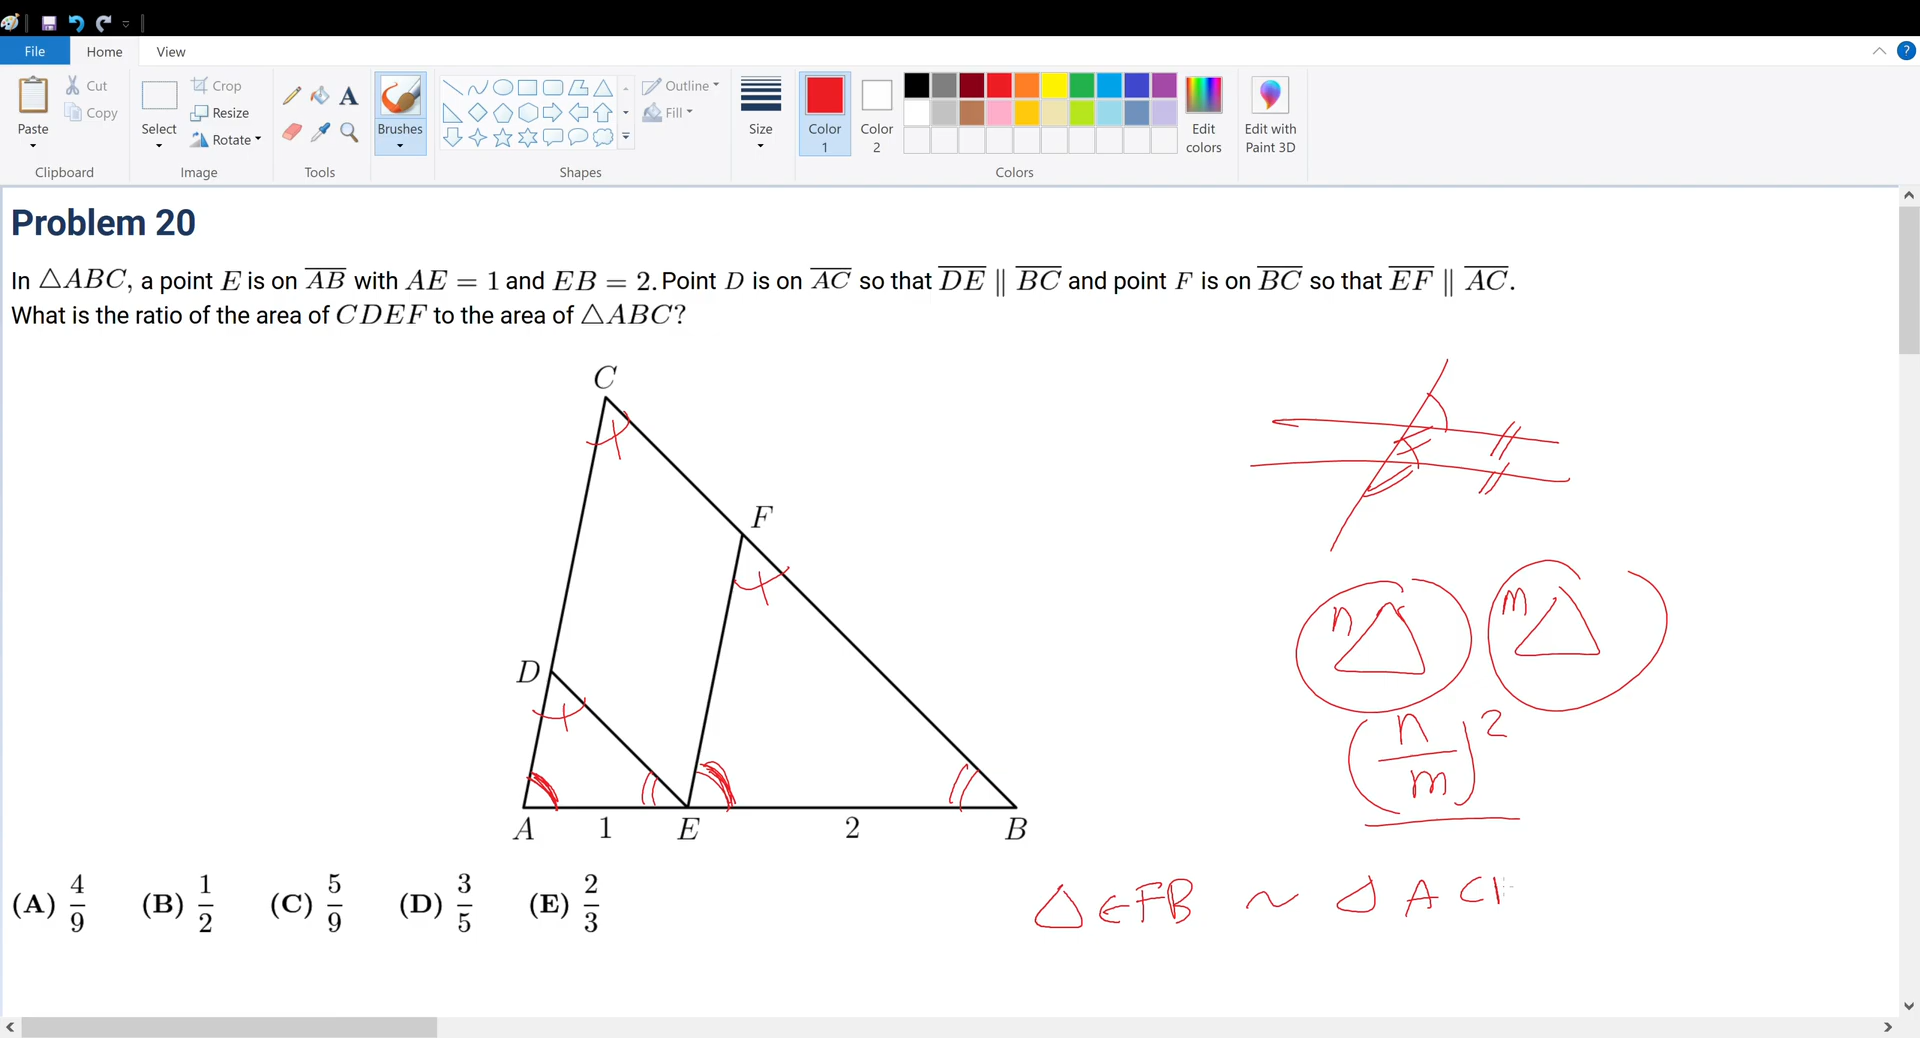 File Home View
Paste
Cut
Copy
Clipboard
Select
Crop
Resize
Rotate
Image
A
Tools
Brushes
Shapes
Outline
Fill
Size
Color 1
Color 2
Colors
Edit colors
Edit with Paint 3D
?
Problem 20
In △ABC, a point E is on AB with AE = 1 and EB = 2. Point D is on AC so that DE ∥ BC and point F is on BC so that EF ∥ AC.
What is the ratio of the area of CDEF to the area of △ABC?
C
F
D
A 1 E 2 B
n m
(n/m)²
△ EFB ~ △ AC
(A) 4/9 (B) 1/2 (C) 5/9 (D) 3/5 (E) 2/3